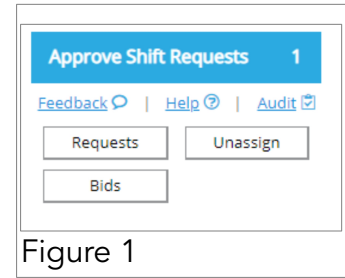 Approve Shift Requests 1
Feedback | Help | Audit
Requests Unassign
Bids
Figure 1